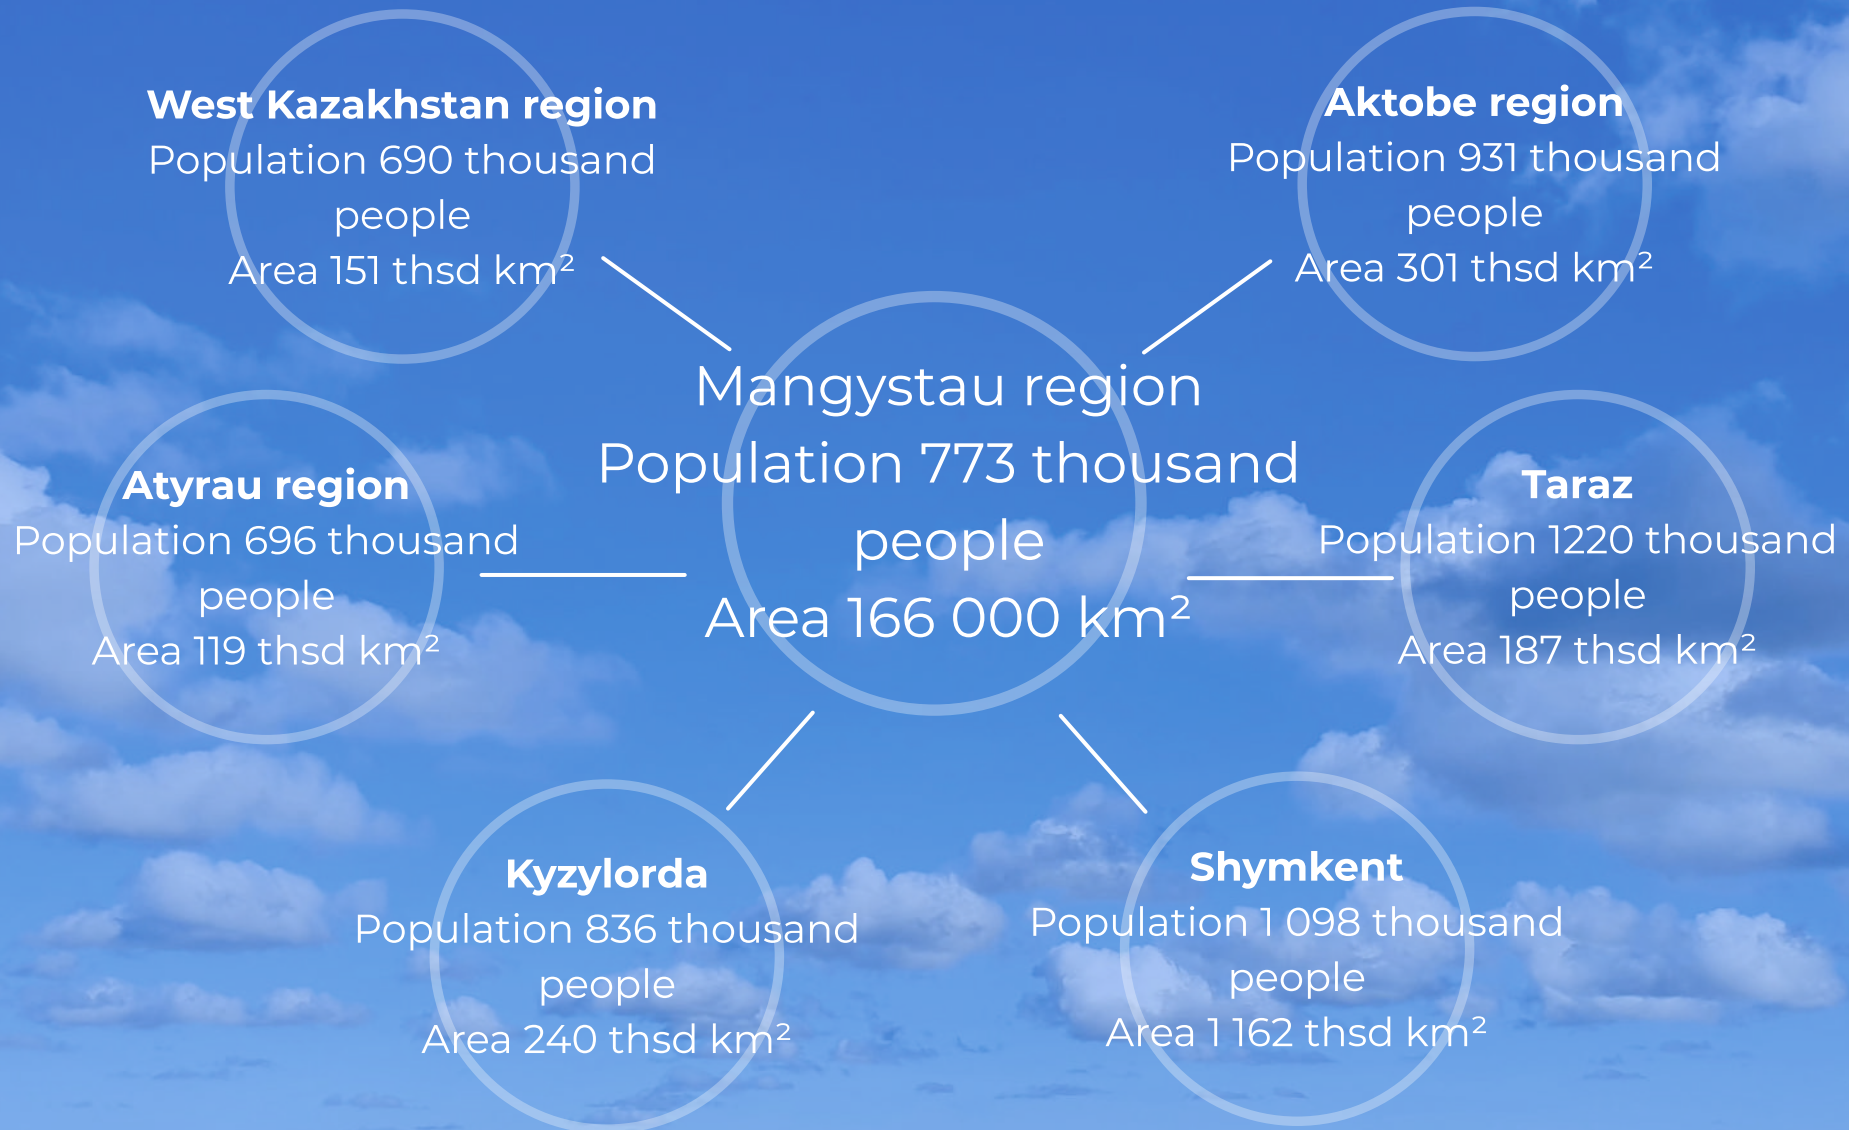 West Kazakhstan region
Population 690 thousand
people
Area 151 thsd km²
Aktobe region
Population 931 thousand
people
Area 301 thsd km²
Mangystau region
Population 773 thousand
people
Area 166 000 km²
Atyrau region
Population 696 thousand
people
Area 119 thsd km²
Taraz
Population 1220 thousand
people
Area 187 thsd km²
Kyzylorda
Population 836 thousand
people
Area 240 thsd km²
Shymkent
Population 1 098 thousand
people
Area 1 162 thsd km²